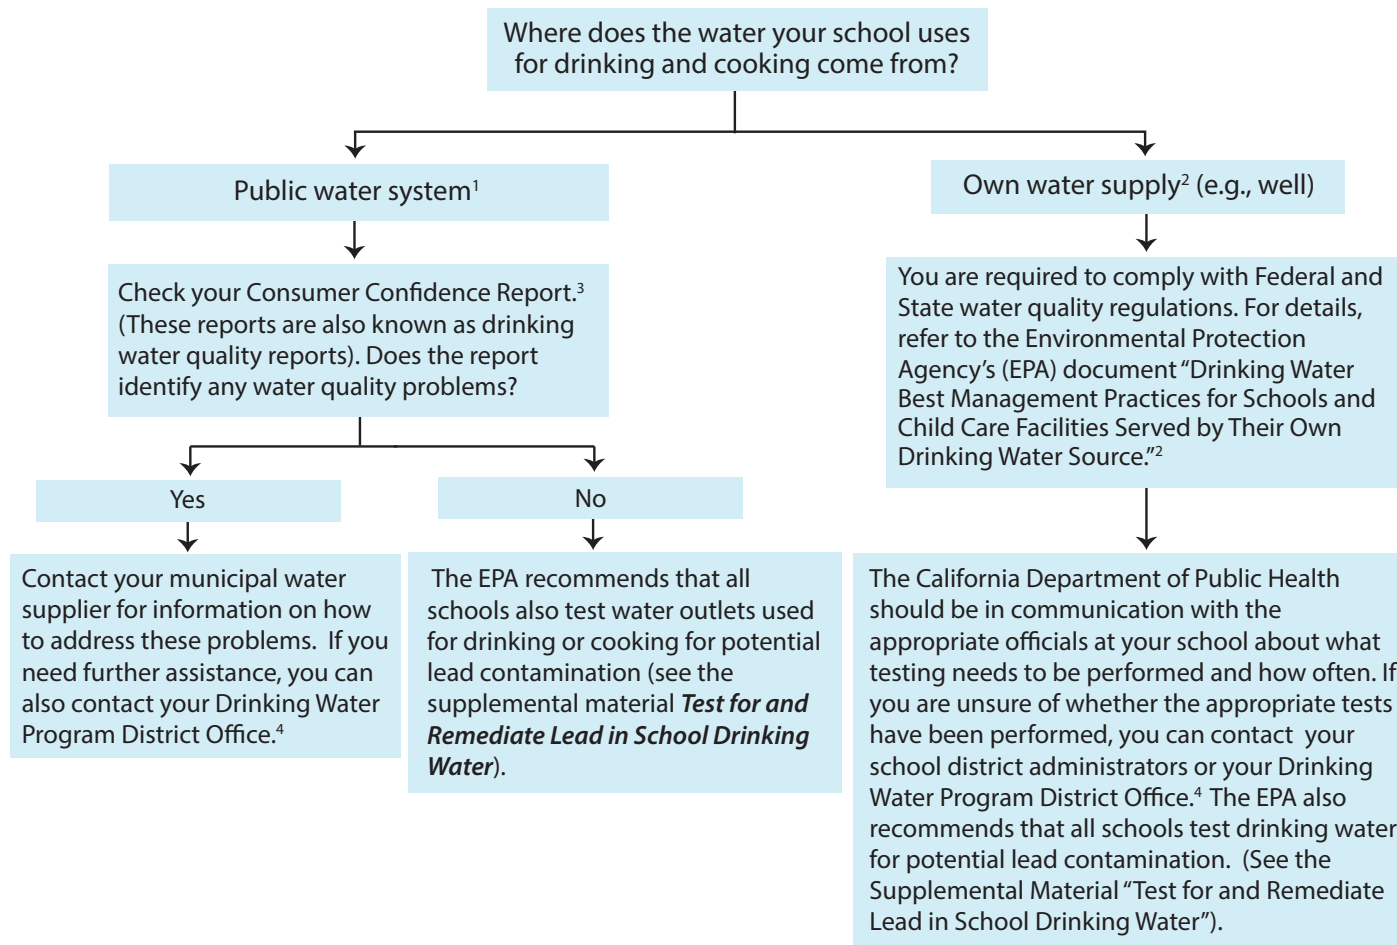 Where does the water your school uses
for drinking and cooking come from?
Public water system¹
Own water supply² (e.g., well)
Check your Consumer Confidence Report.³
(These reports are also known as drinking
water quality reports). Does the report
identify any water quality problems?
You are required to comply with Federal and
State water quality regulations. For details,
refer to the Environmental Protection
Agency’s (EPA) document “Drinking Water
Best Management Practices for Schools and
Child Care Facilities Served by Their Own
Drinking Water Source.”²
Yes
No
Contact your municipal water
supplier for information on how
to address these problems.  If you
need further assistance, you can
also contact your Drinking Water
Program District Office.⁴
The EPA recommends that all
schools also test water outlets used
for drinking or cooking for potential
lead contamination (see the
supplemental material Test for and
Remediate Lead in School Drinking
Water).
The California Department of Public Health
should be in communication with the
appropriate officials at your school about what
testing needs to be performed and how often. If
you are unsure of whether the appropriate tests
have been performed, you can contact  your
school district administrators or your Drinking
Water Program District Office.⁴ The EPA also
recommends that all schools test drinking water
for potential lead contamination.  (See the
Supplemental Material “Test for and Remediate
Lead in School Drinking Water”).